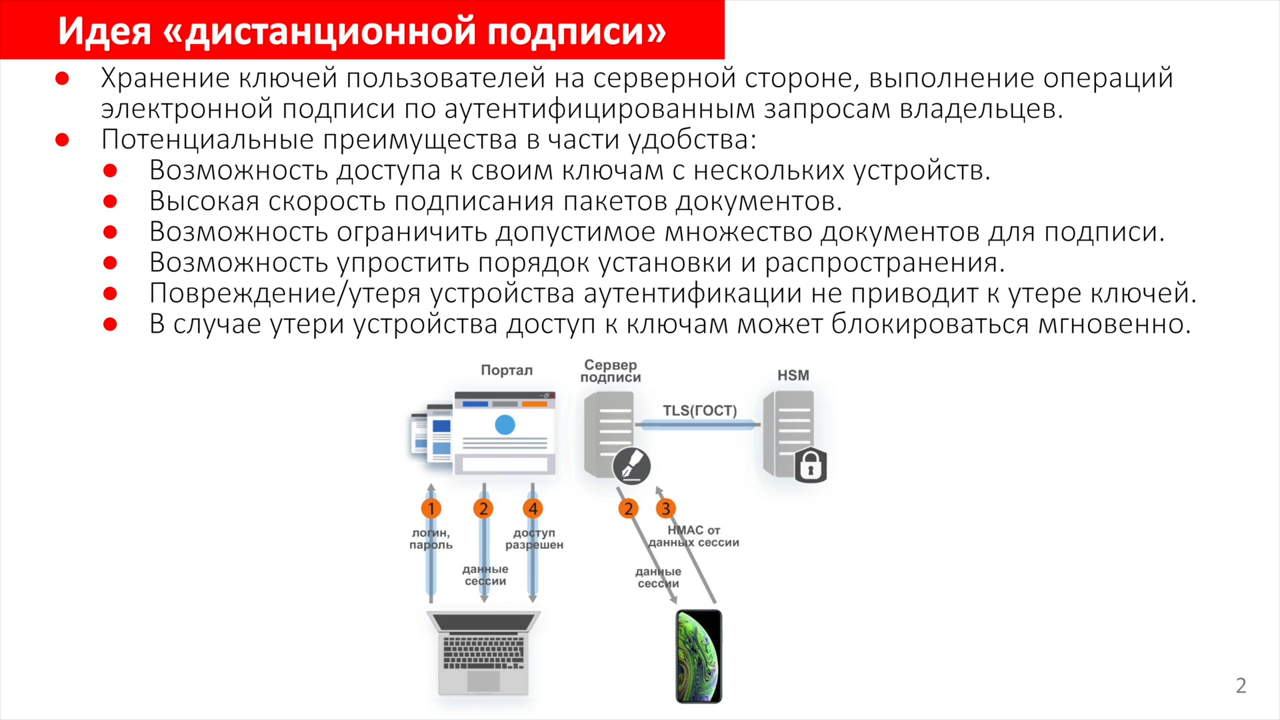 Идея «дистанционной подписи»
● Хранение ключей пользователей на серверной стороне, выполнение операций
электронной подписи по аутентифицированным запросам владельцев.
● Потенциальные преимущества в части удобства:
● Возможность доступа к своим ключам с нескольких устройств.
● Высокая скорость подписания пакетов документов.
● Возможность ограничить допустимое множество документов для подписи.
● Возможность упростить порядок установки и распространения.
● Повреждение/утеря устройства аутентификации не приводит к утере ключей.
● В случае утери устройства доступ к ключам может блокироваться мгновенно.
Портал
Сервер
подписи
HSM
TLS(ГОСТ)
1
2
4
2
3
логин,
пароль
доступ
разрешен
HMAC от
данных сессии
данные
сессии
данные
сессии
2